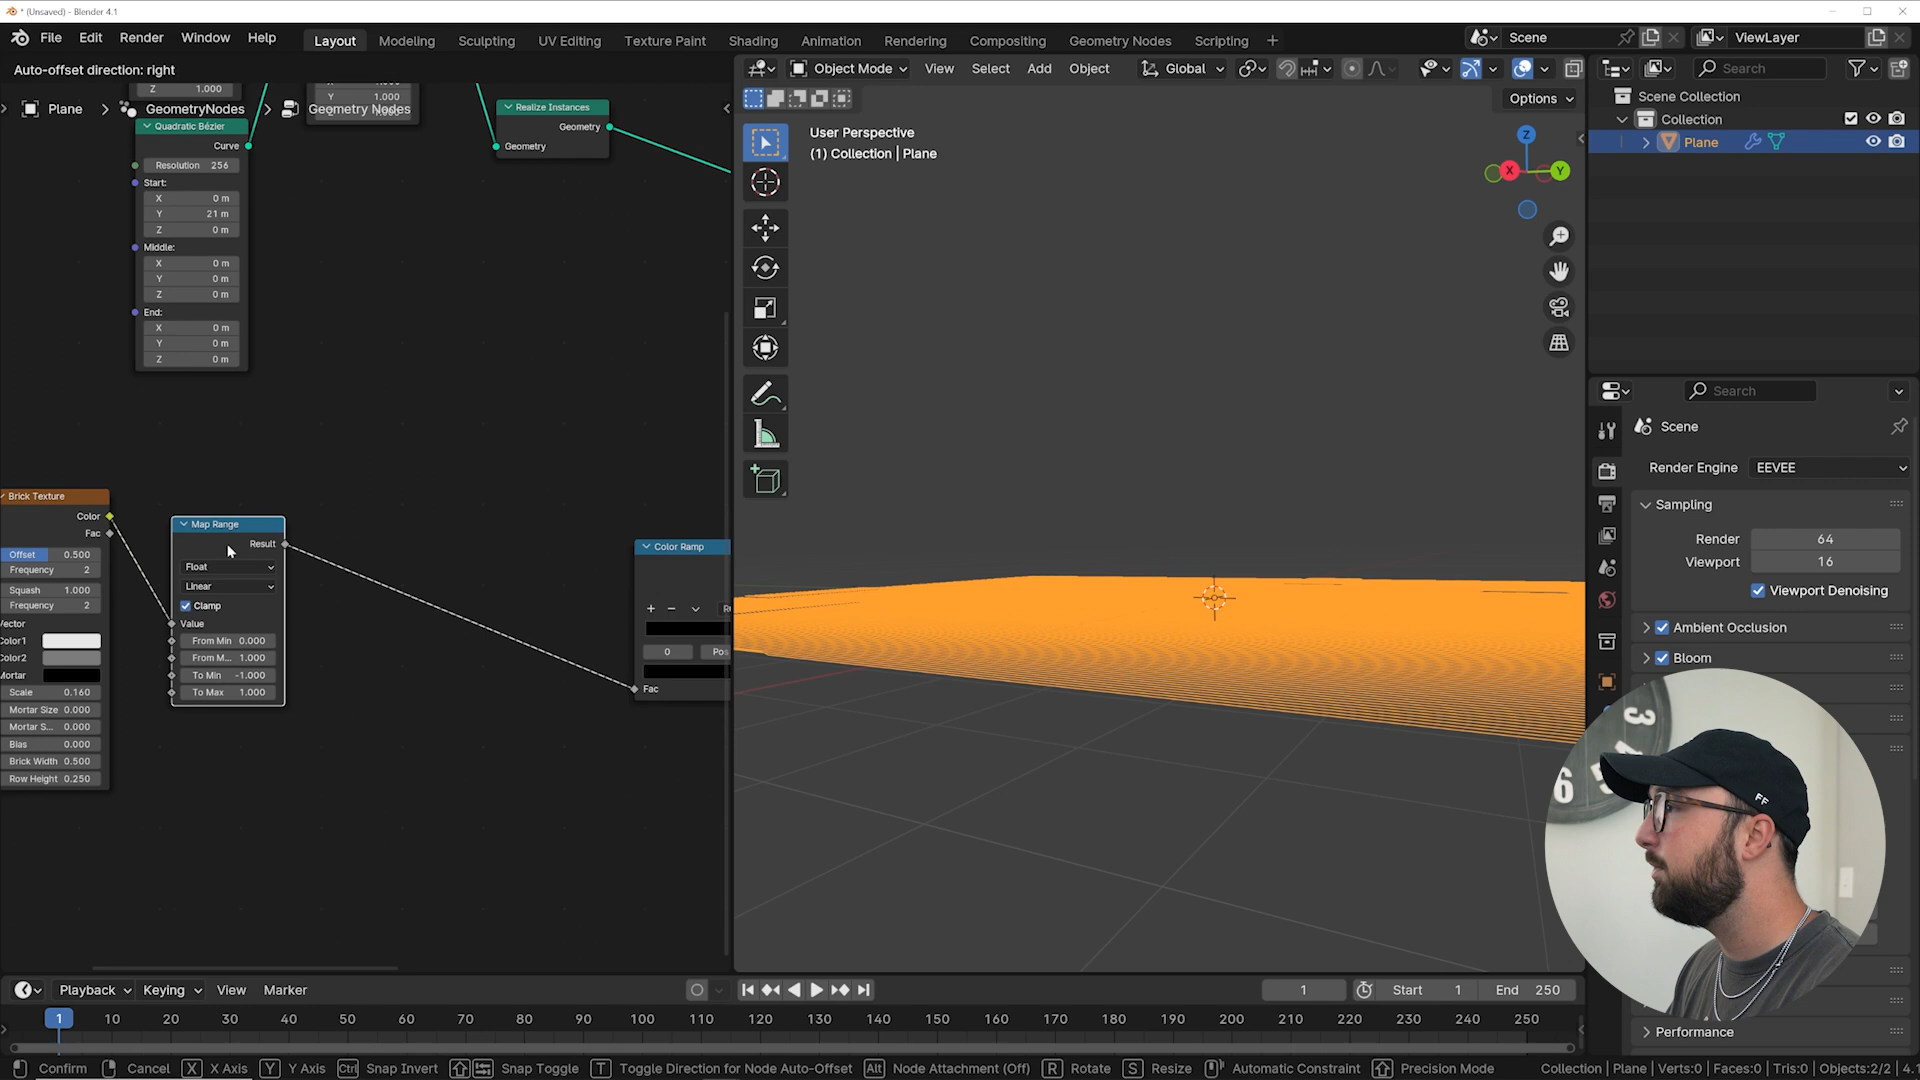 * (Unsaved) - Blender 4.1
File Edit Render Window Help
Layout Modeling Sculpting UV Editing Texture Paint Shading Animation Rendering Compositing Geometry Nodes Scripting +
Scene
ViewLayer
Auto-offset direction: right
Object Mode View Select Add Object Global
Search
Z 1.000
Y 1.000
Plane > GeometryNodes > Geometry Nodes
Options
Scene Collection
Collection
Plane
Realize Instances
Geometry
Geometry
Quadratic Bézier
Curve
Resolution 256
Start:
X 0 m
Y 21 m
Z 0 m
Middle:
X 0 m
Y 0 m
Z 0 m
End:
X 0 m
Y 0 m
Z 0 m
User Perspective
(1) Collection | Plane
Z
X
Y
Search
Scene
Render Engine EEVEE
Sampling
Render 64
Viewport 16
Viewport Denoising
Ambient Occlusion
Bloom
Performance
Brick Texture
Color
Fac
Offset 0.500
Frequency 2
Squash 1.000
Frequency 2
Vector
Color1
Color2
Mortar
Scale 0.160
Mortar Size 0.000
Mortar S... 0.000
Bias 0.000
Brick Width 0.500
Row Height 0.250
Map Range
Result
Float
Linear
Clamp
Value
From Min 0.000
From M... 1.000
To Min -1.000
To Max 1.000
Color Ramp
+ −
0 Pos
Fac
3
6
FF
Playback Keying View Marker
1 Start 1 End 250
1 10 20 30 40 50 60 70 80 90 100 110 120 130 140 150 160 170 180 190 200 210 220 230 240 250
Confirm Cancel X X Axis Y Y Axis Ctrl Snap Invert Snap Toggle T Toggle Direction for Node Auto-Offset Alt Node Attachment (Off) R Rotate S Resize Automatic Constraint Precision Mode
Collection | Plane | Verts:0 | Faces:0 | Tris:0 | Objects:2/2 | 4.1